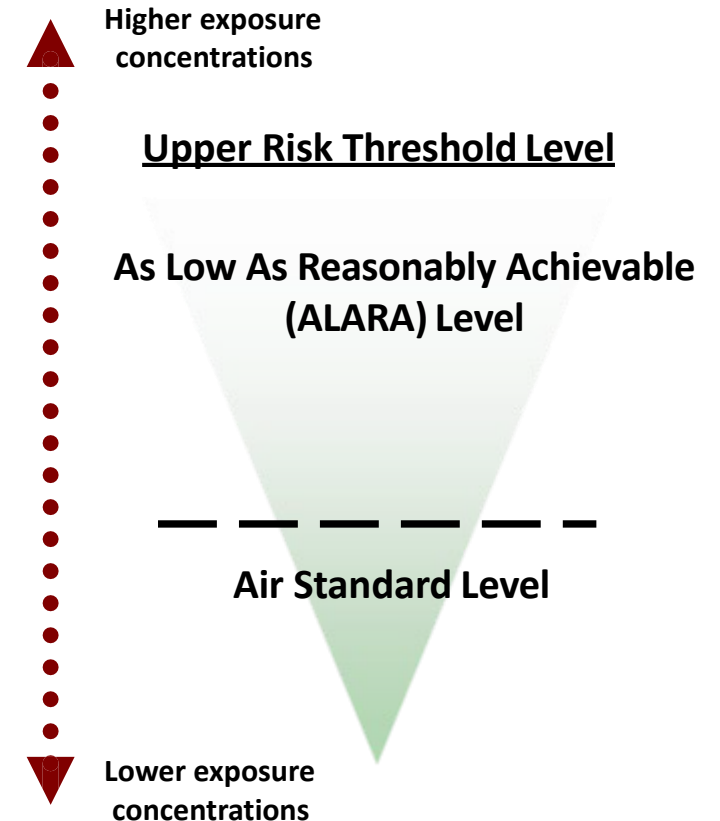 Higher exposure
concentrations
Upper Risk Threshold Level
As Low As Reasonably Achievable
(ALARA) Level
Air Standard Level
Lower exposure
concentrations